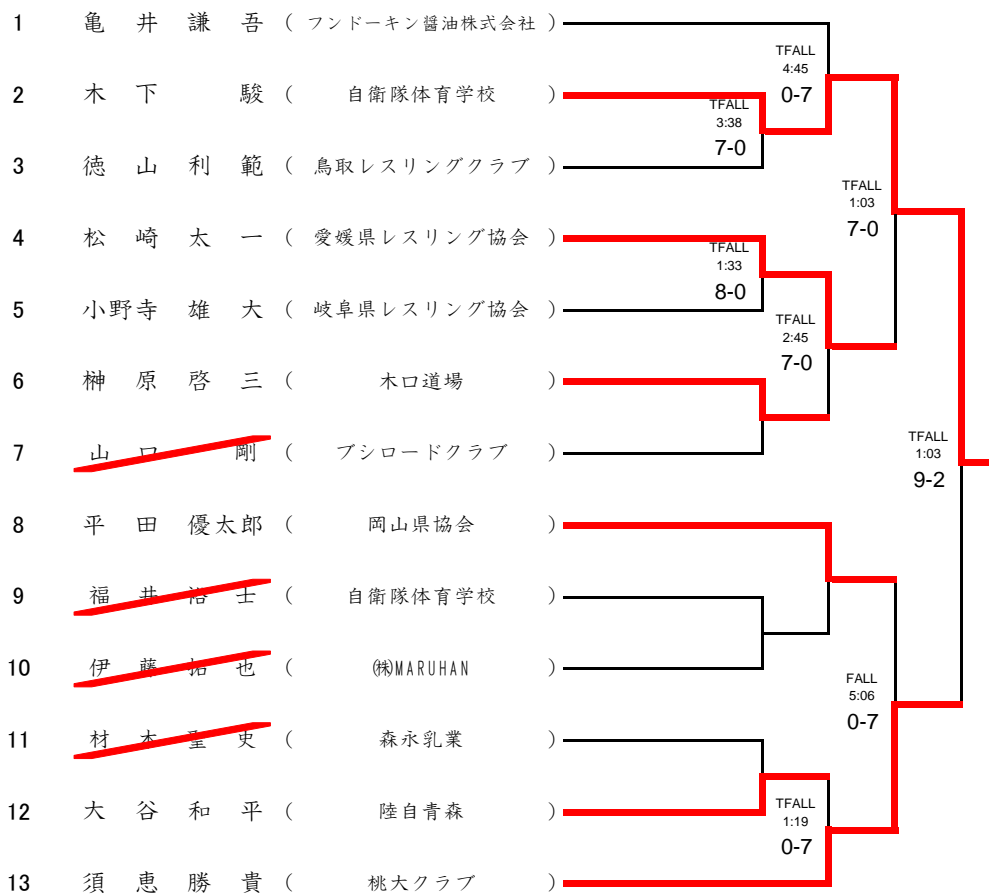 1 亀井謙吾 ( フンドーキン醤油株式会社 )
TFALL
4:45
0-7
2 木下 駿 ( 自衛隊体育学校 )
TFALL
3:38
7-0
3 徳山利範 ( 鳥取レスリングクラブ )
TFALL
1:03
7-0
4 松崎太一 ( 愛媛県レスリング協会 )
TFALL
1:33
8-0
5 小野寺雄大 ( 岐阜県レスリング協会 )
TFALL
2:45
7-0
6 榊原啓三 ( 木口道場 )
7 山口 剛 ( ブシロードクラブ )
TFALL
1:03
9-2
8 平田優太郎 ( 岡山県協会 )
9 福井裕士 ( 自衛隊体育学校 )
10 伊藤拓也 ( ㈱MARUHAN )
FALL
5:06
0-7
11 材木聖史 ( 森永乳業 )
12 大谷和平 ( 陸自青森 )
TFALL
1:19
0-7
13 須恵勝貴 ( 桃大クラブ )